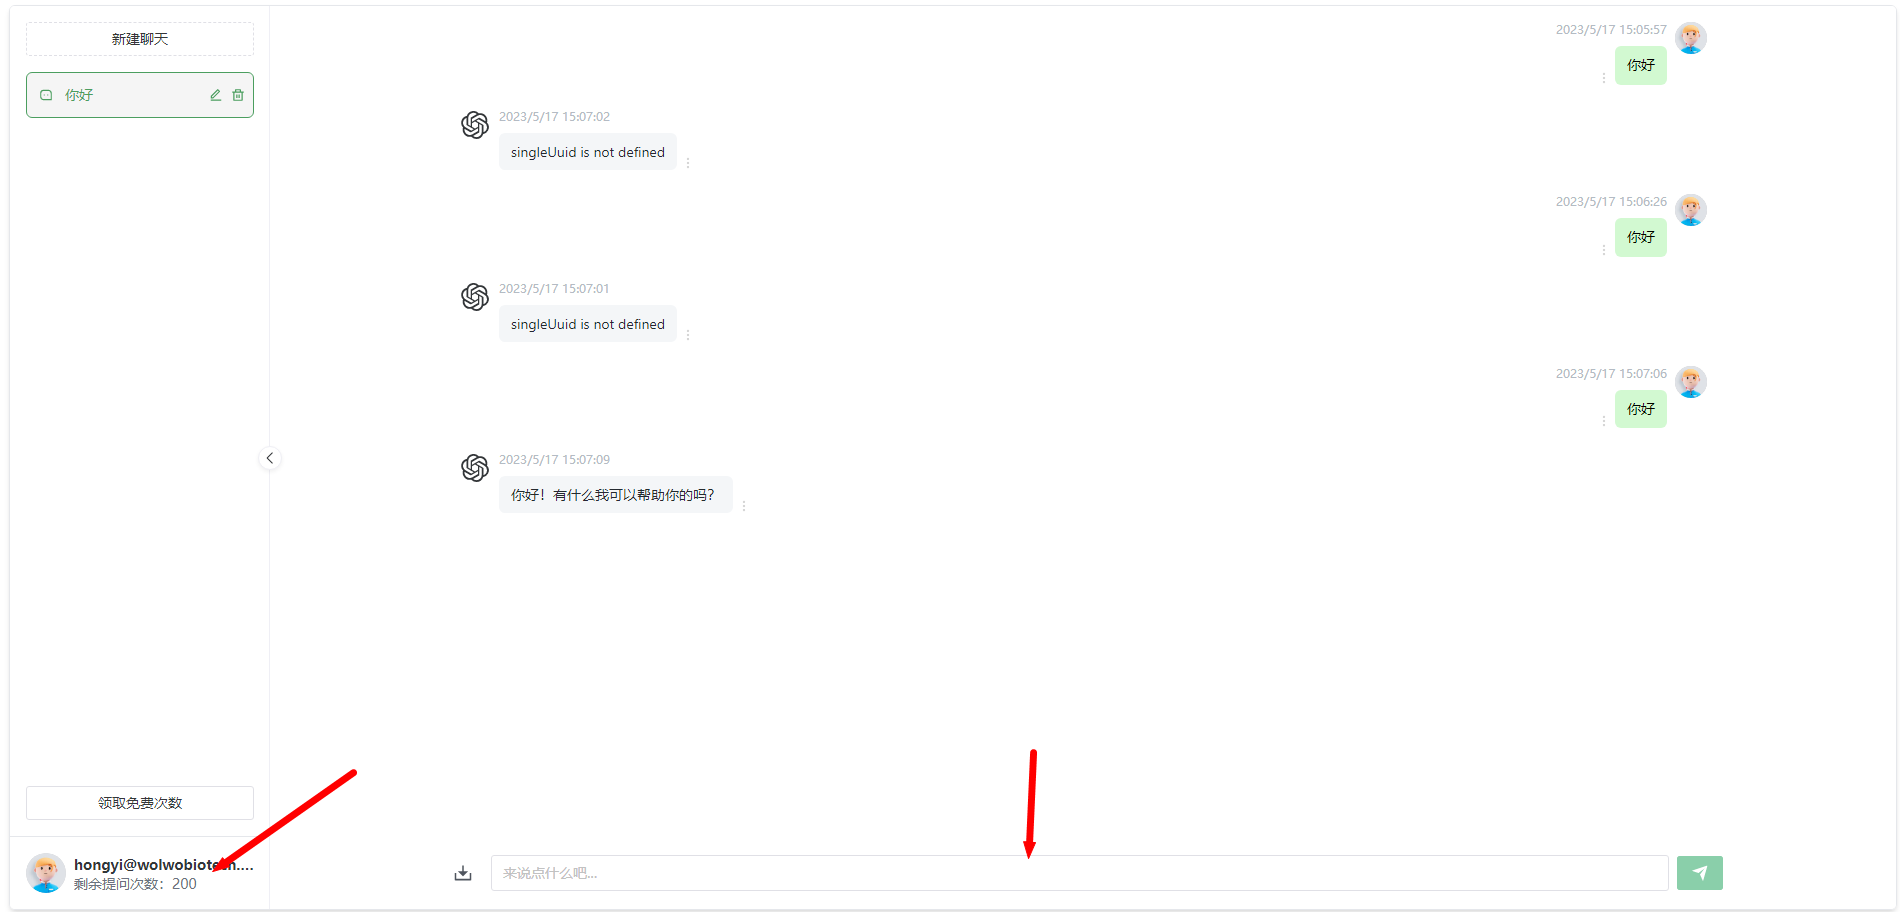 新建聊天
你好
领取免费次数
hongyi@wolwobiotech....
剩余提问次数：200
2023/5/17 15:05:57
你好
2023/5/17 15:07:02
singleUuid is not defined
2023/5/17 15:06:26
你好
2023/5/17 15:07:01
singleUuid is not defined
2023/5/17 15:07:06
你好
2023/5/17 15:07:09
你好！有什么我可以帮助你的吗？
来说点什么吧...